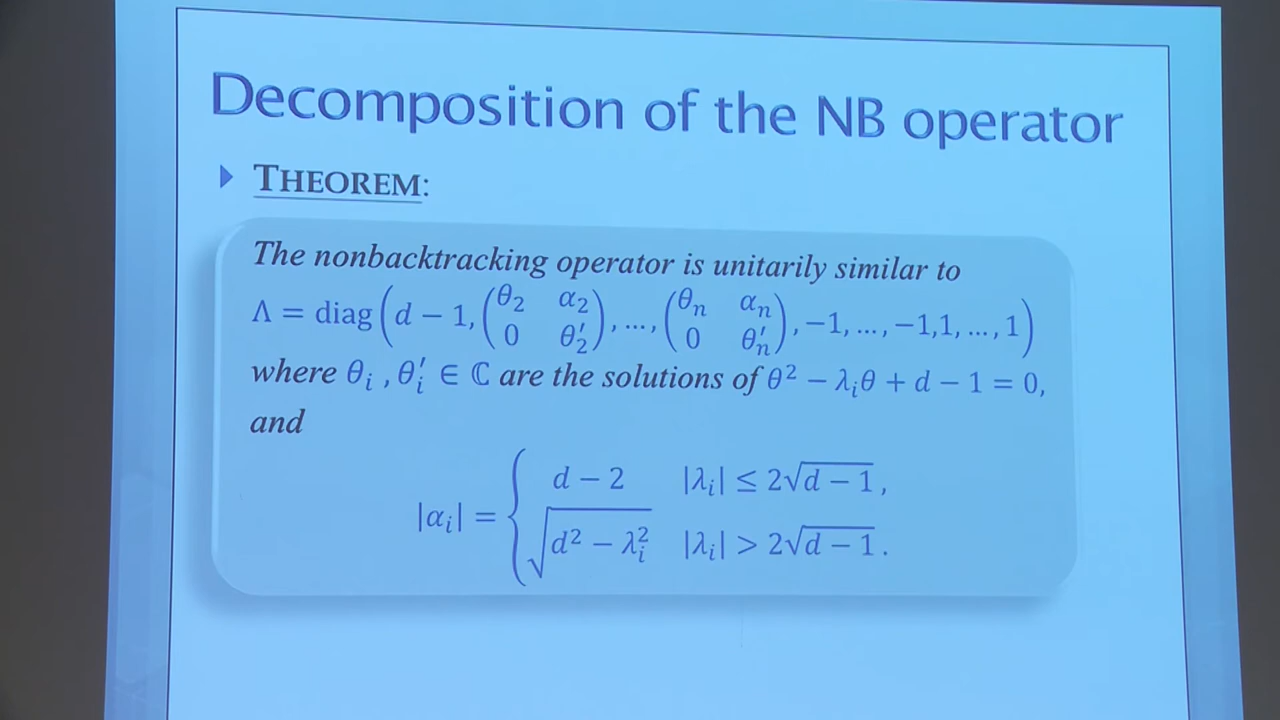 Decomposition of the NB operator
THEOREM:
The nonbacktracking operator is unitarily similar to
Λ = diag(d − 1, (θ₂ α₂ 0 θ₂′), …, (θₙ αₙ 0 θₙ′), −1, …, −1,1, …, 1)
where θᵢ , θᵢ′ ∈ ℂ are the solutions of θ² − λᵢθ + d − 1 = 0,
and
|αᵢ| = { d − 2 |λᵢ| ≤ 2√(d − 1),
√(d² − λᵢ²) |λᵢ| > 2√(d − 1).